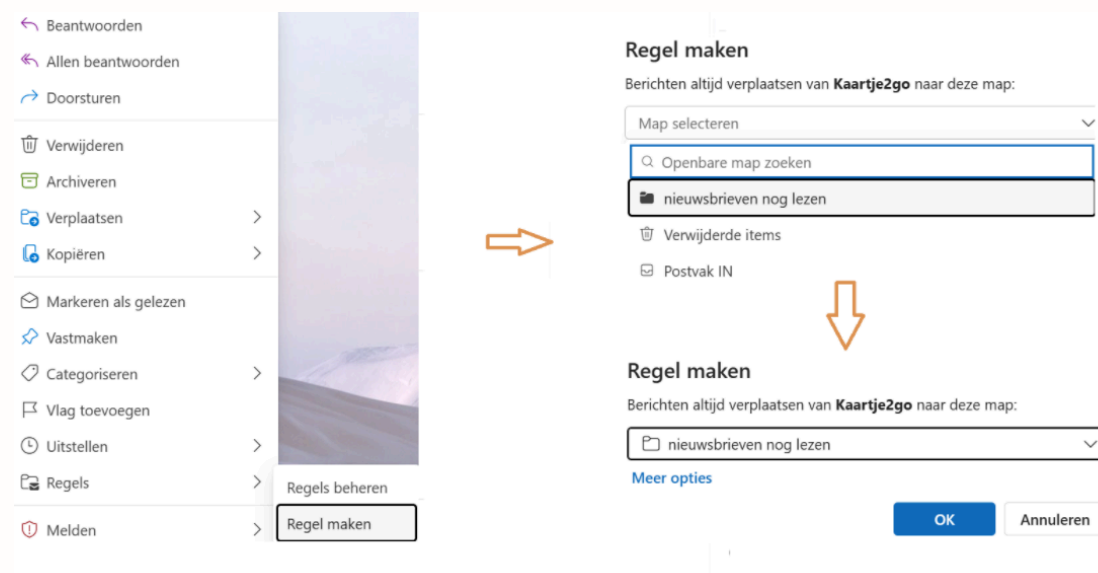 Beantwoorden
Allen beantwoorden
Doorsturen
Verwijderen
Archiveren
Verplaatsen
Kopiëren
Markeren als gelezen
Vastmaken
Categoriseren
Vlag toevoegen
Uitstellen
Regels
Melden
Regels beheren
Regel maken
Regel maken
Berichten altijd verplaatsen van Kaartje2go naar deze map:
Map selecteren
Openbare map zoeken
nieuwsbrieven nog lezen
Verwijderde items
Postvak IN
Regel maken
Berichten altijd verplaatsen van Kaartje2go naar deze map:
nieuwsbrieven nog lezen
Meer opties
OK
Annuleren